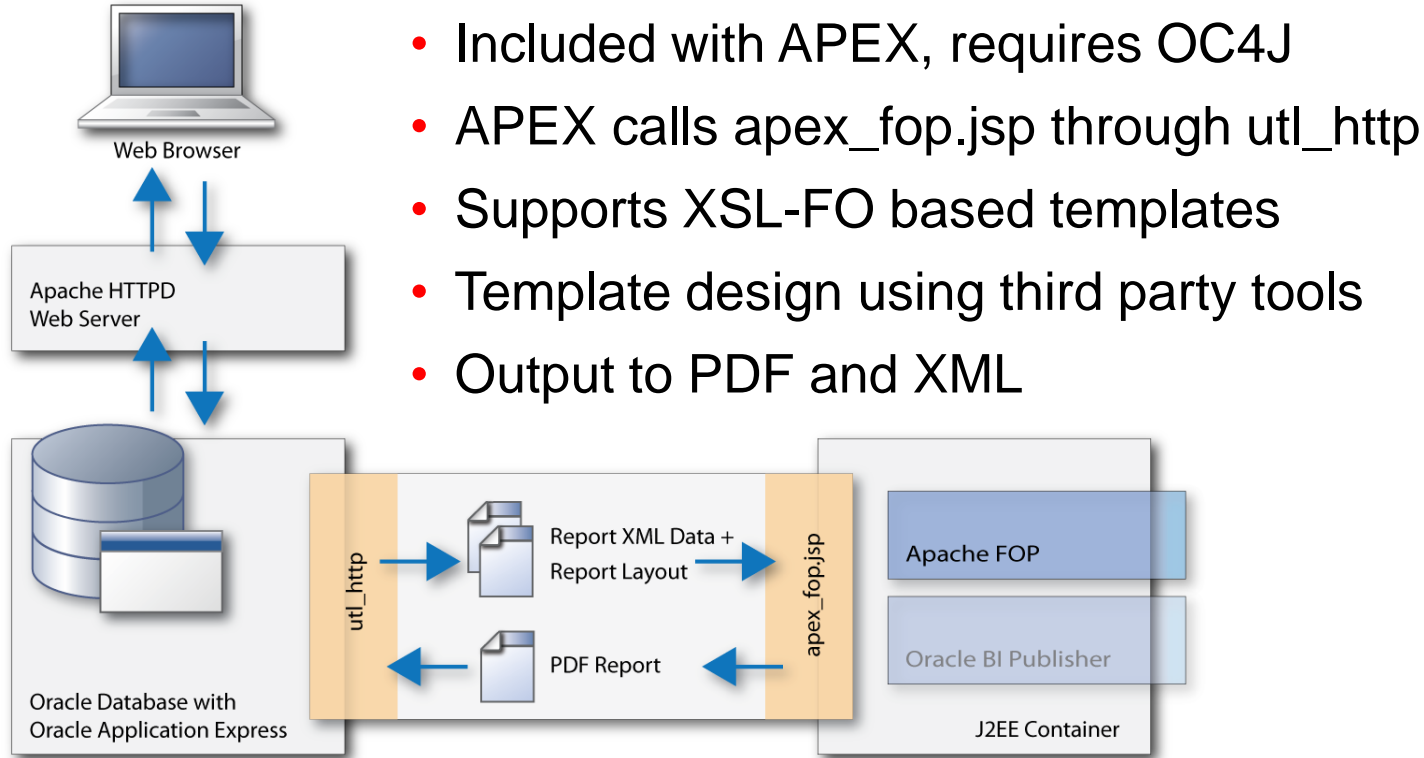 • Included with APEX, requires OC4J
• APEX calls apex_fop.jsp through utl_http
• Supports XSL-FO based templates
• Template design using third party tools
• Output to PDF and XML
Web Browser
Apache HTTPD
Web Server
Oracle Database with
Oracle Application Express
utl_http
Report XML Data +
Report Layout
PDF Report
apex_fop.jsp
Apache FOP
Oracle BI Publisher
J2EE Container